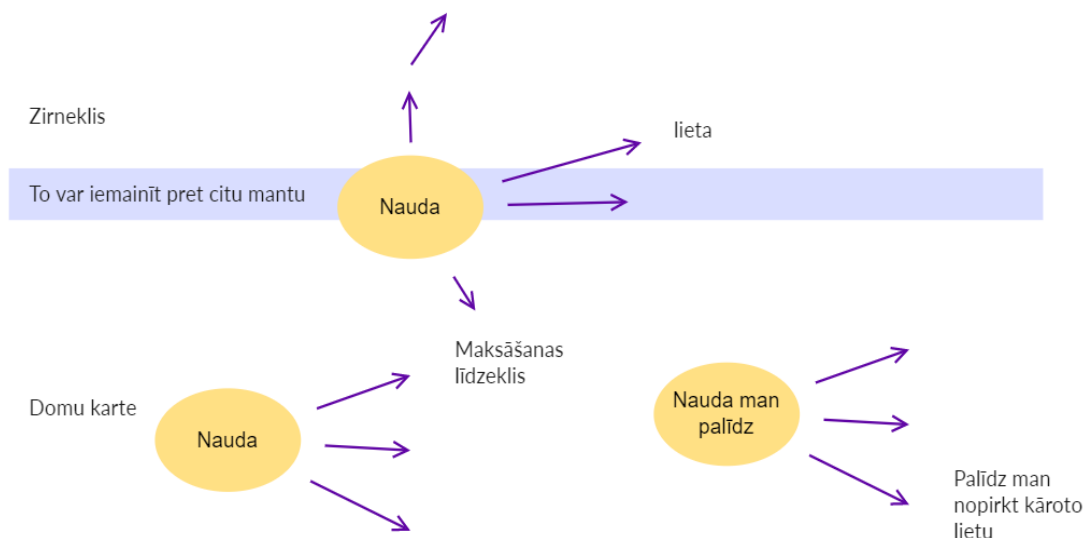 Zirneklis
lieta
To var iemainīt pret citu mantu
Nauda
Maksāšanas
līdzeklis
Domu karte
Nauda
Nauda man
palīdz
Palīdz man
nopirkt kāroto
lietu